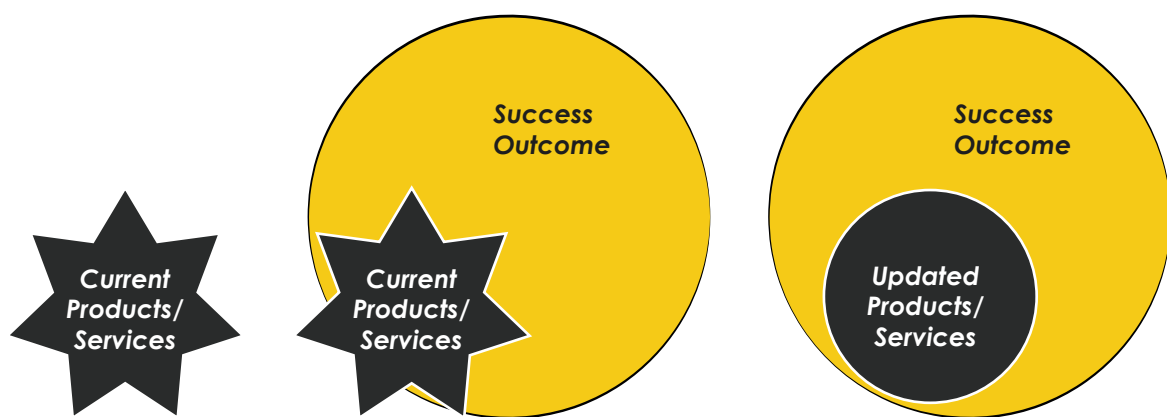 Current
Products/
Services
Success
Outcome
Current
Products/
Services
Success
Outcome
Updated
Products/
Services